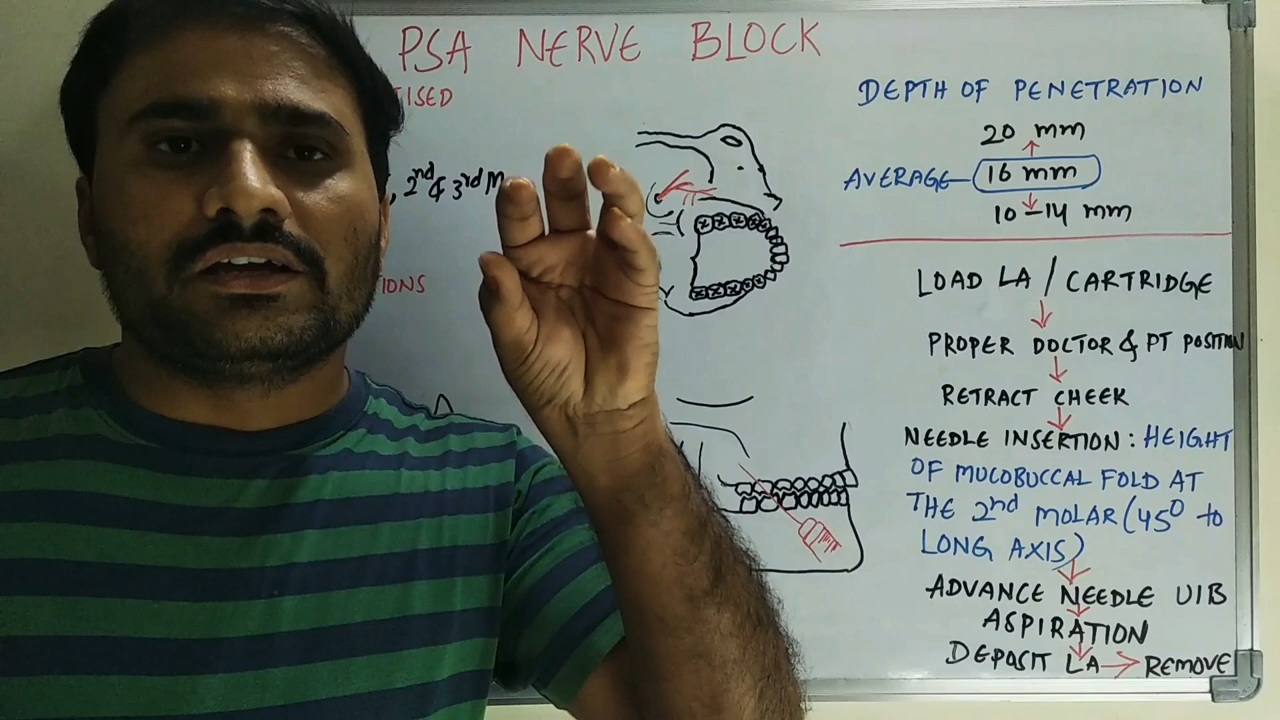 PSA NERVE BLOCK
TISED
, 2nd & 3rd M
IONS
DEPTH OF PENETRATION
20 mm
AVERAGE 16 mm
10-14 mm
LOAD LA / CARTRIDGE
PROPER DOCTOR & PT POSITION
RETRACT CHEEK
NEEDLE INSERTION: HEIGHT
OF MUCOBUCCAL FOLD AT
THE 2nd MOLAR (45° to
LONG AXIS)
ADVANCE NEEDLE UIB
ASPIRATION
DEPOSIT LA → REMOVE